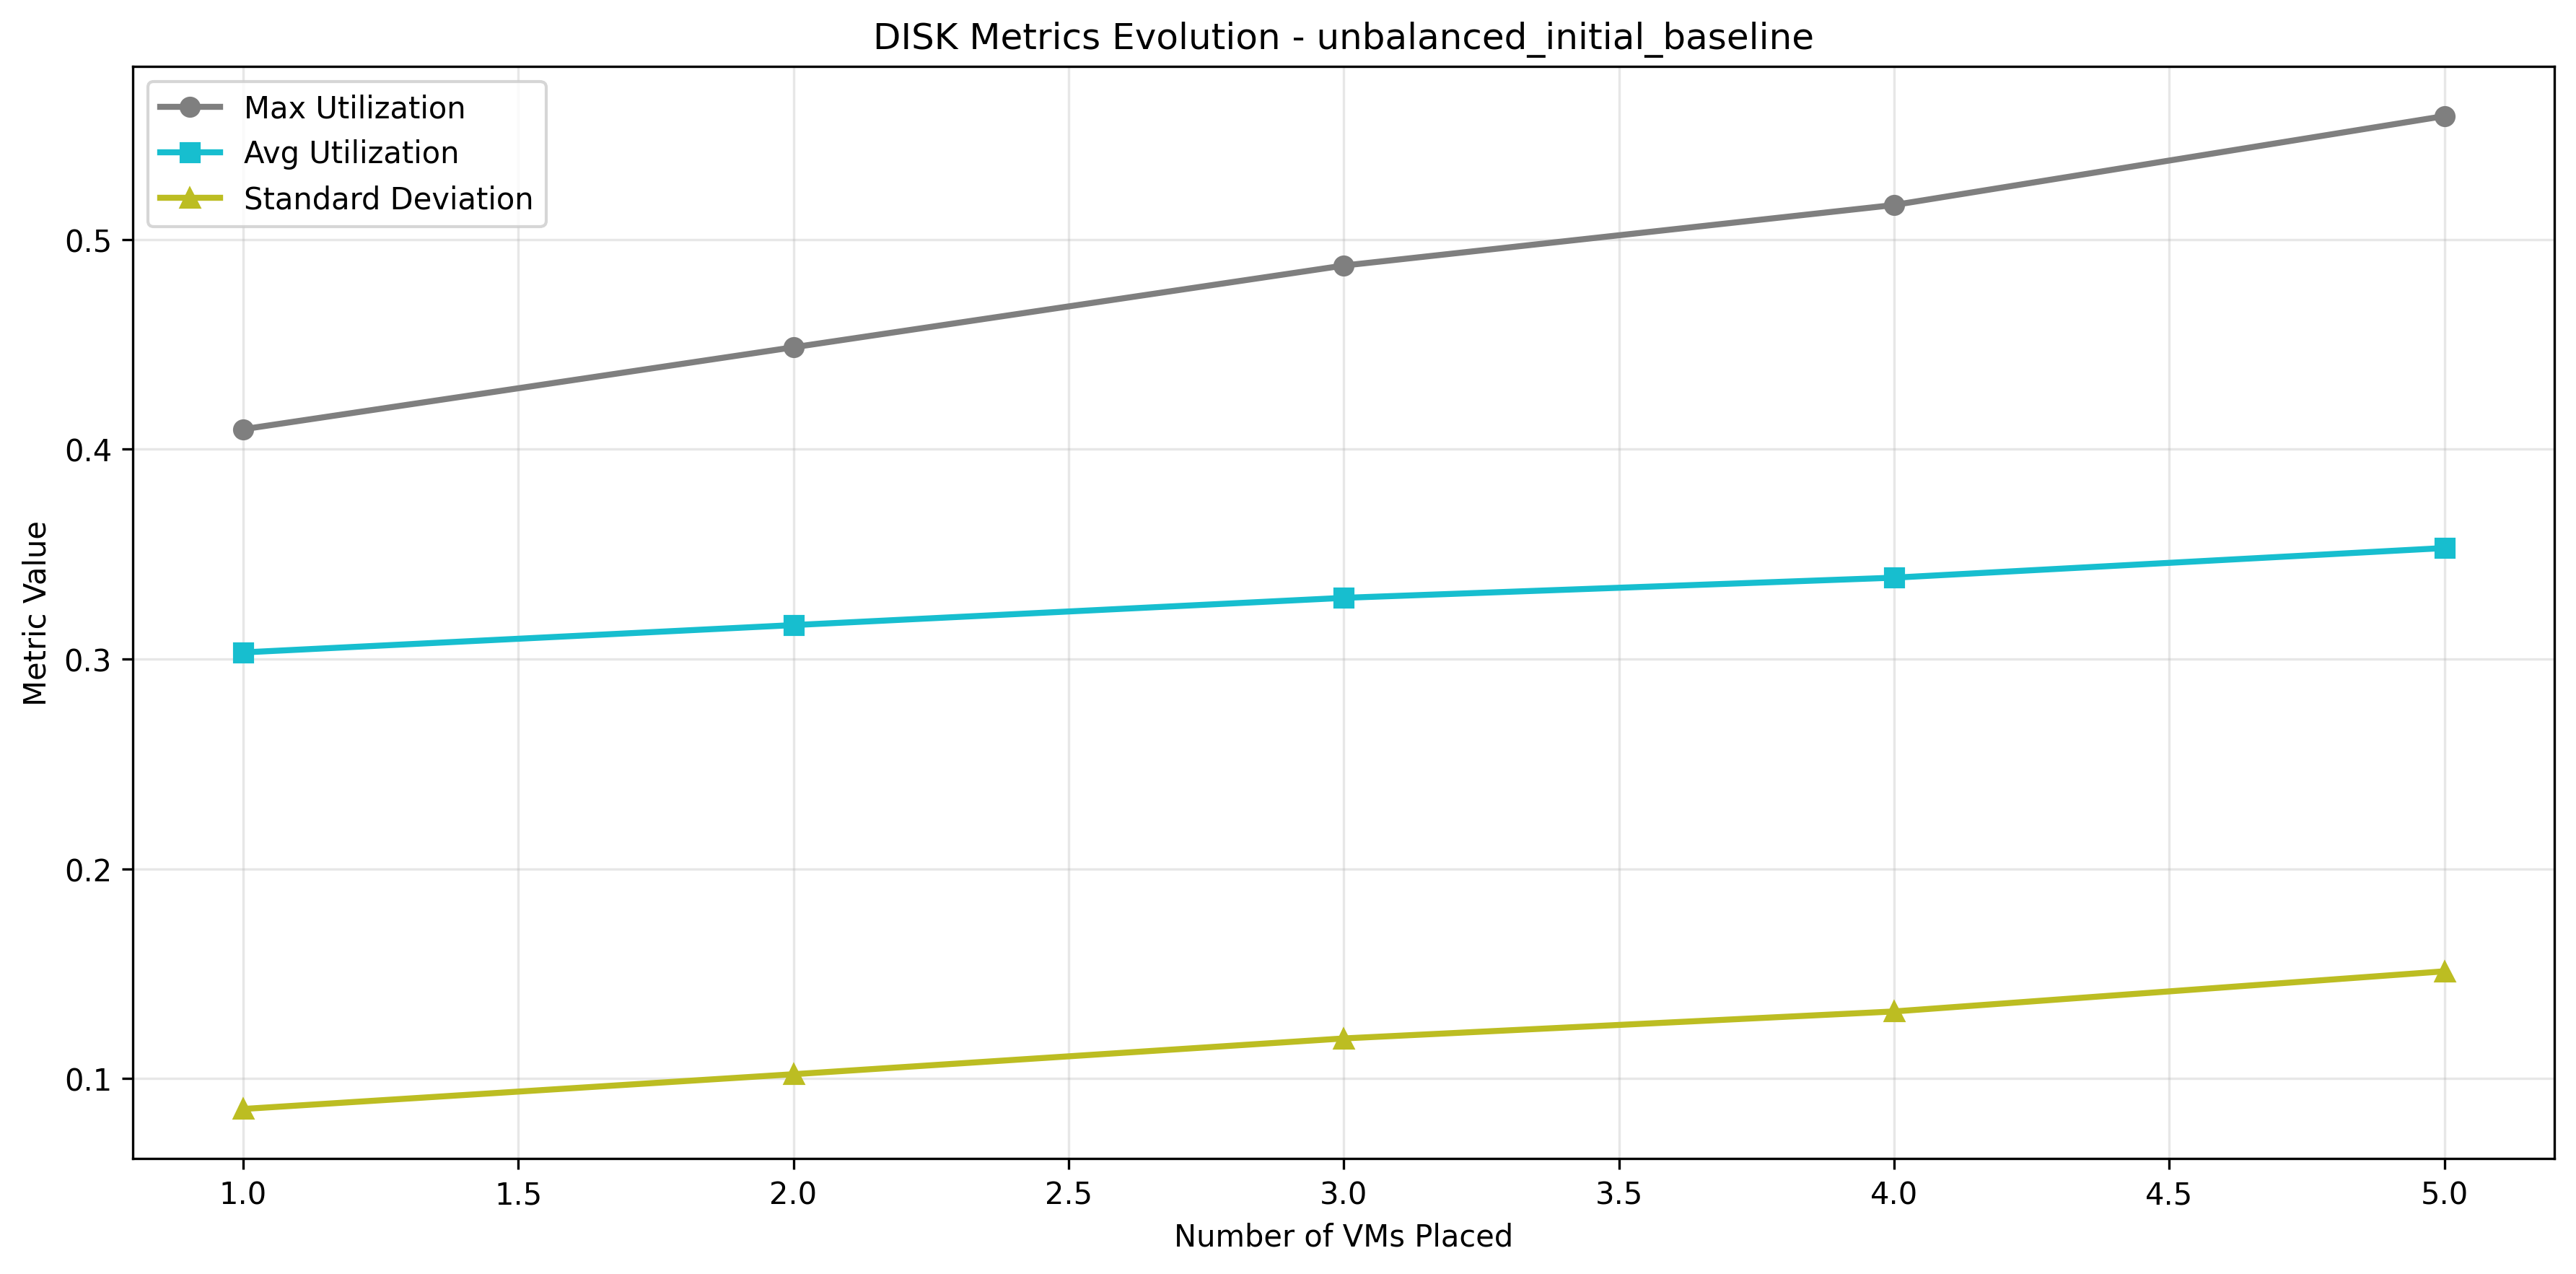 DISK Metrics Evolution - unbalanced_initial_baseline
Max Utilization
Avg Utilization
Standard Deviation
Metric Value
0.5
0.4
0.3
0.2
0.1
1.0 1.5 2.0 2.5 3.0 3.5 4.0 4.5 5.0
Number of VMs Placed